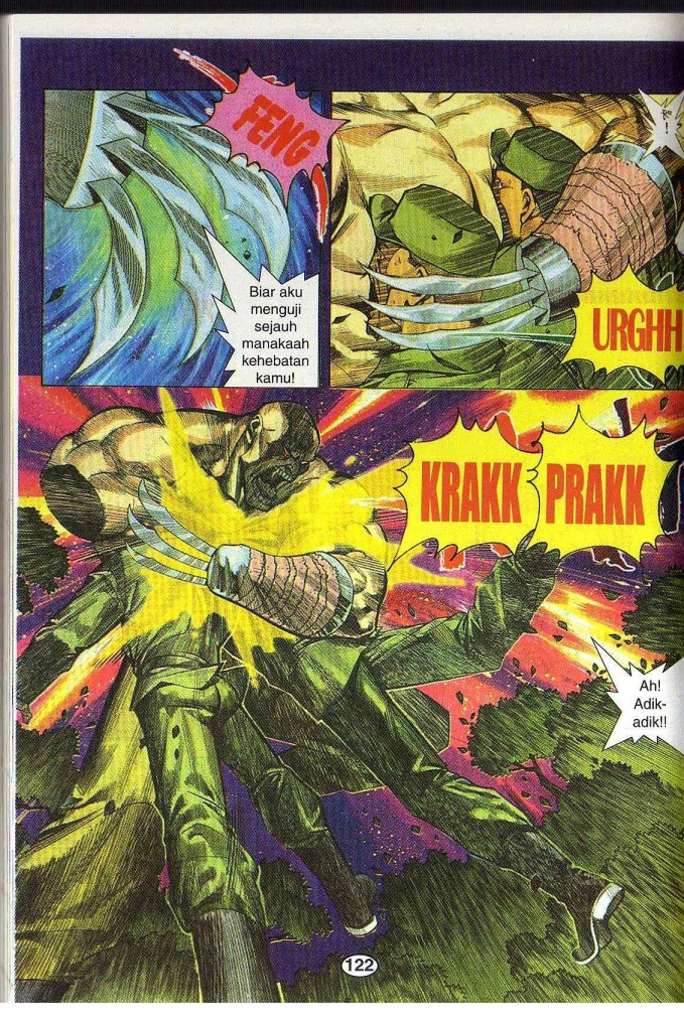 FENG
Biar aku
menguji
sejauh
manakaah
kehebatan
kamu!
!
URGHH
KRAKK
PRAKK
Ah!
Adik-
adik!!
122